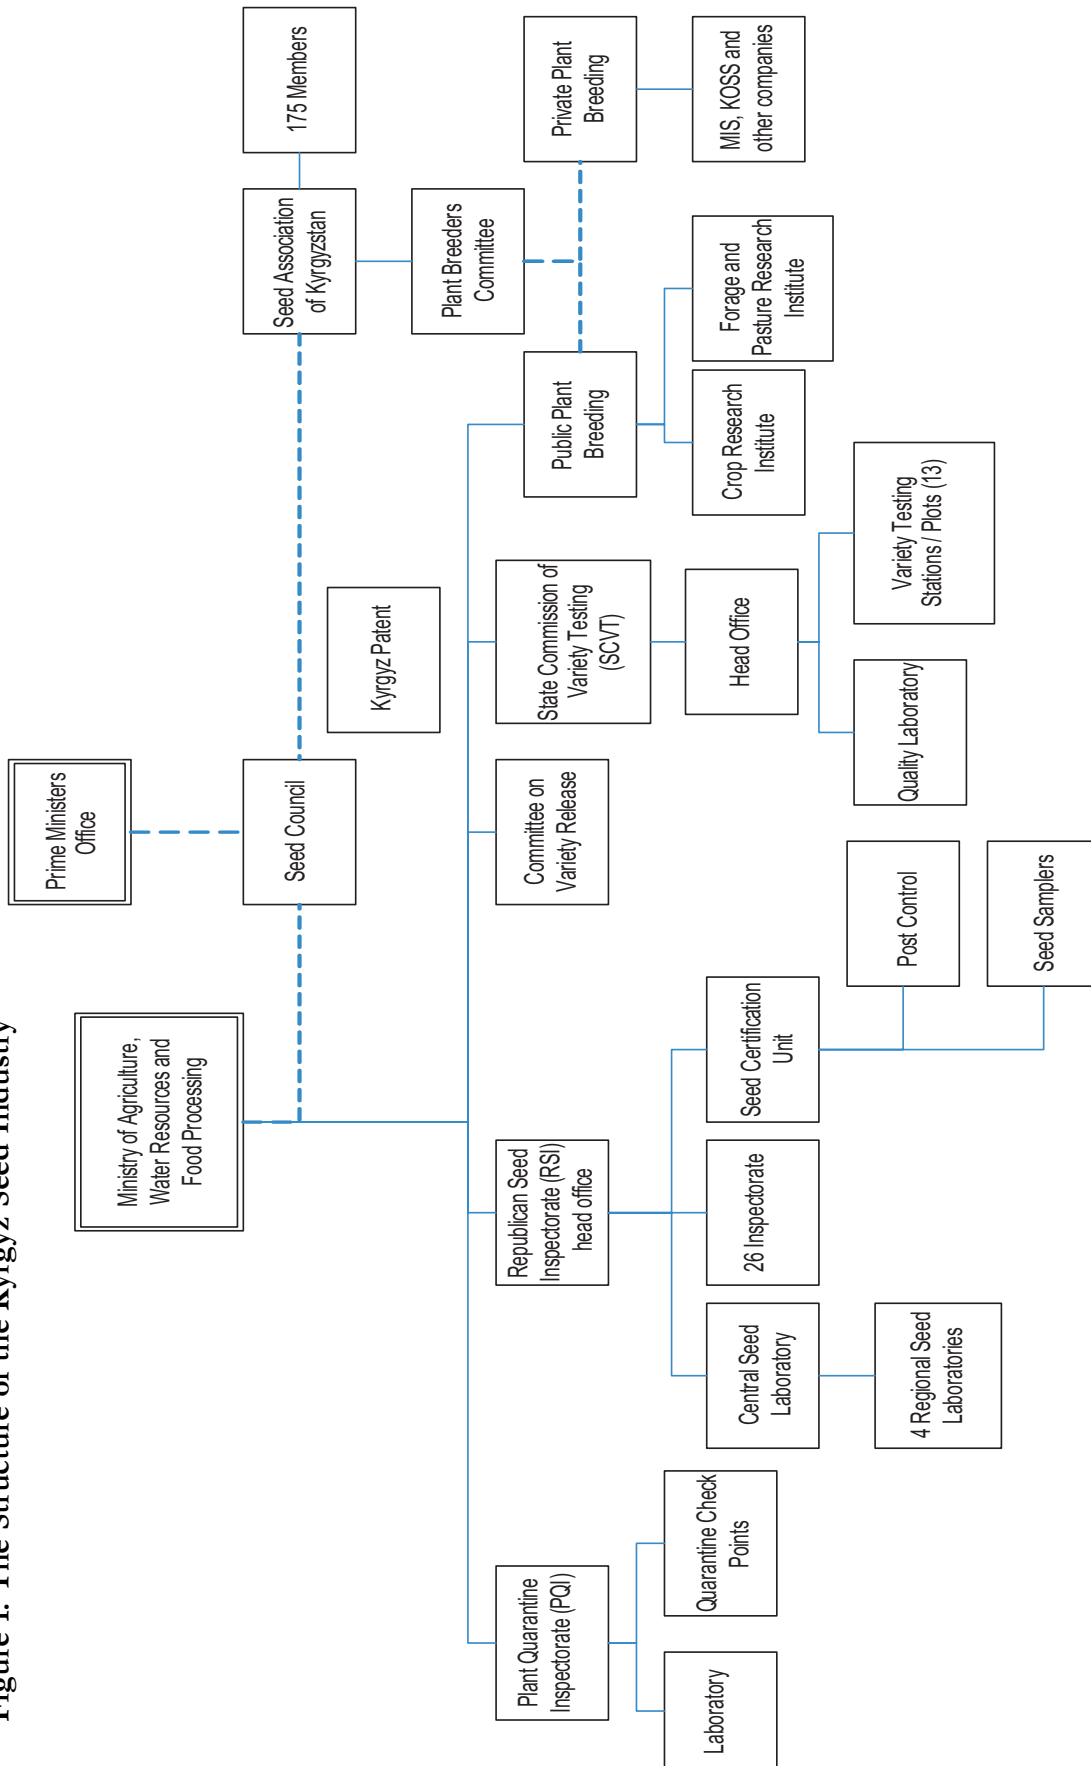 Figure 1. The Structure of the Kyrgyz Seed Industry
Prime Ministers
Office
Ministry of Agriculture,
Water Resources and
Food Processing
Seed Council
Seed Association
of Kyrgyzstan
175 Members
Kyrgyz Patent
Plant Breeders
Committee
Plant Quarantine
Inspectorate (PQI)
Republican Seed
Inspectorate (RSI)
head office
Committee on
Variety Release
State Commission of
Variety Testing
(SCVT)
Public Plant
Breeding
Private Plant
Breeding
Laboratory
Quarantine Check
Points
Central Seed
Laboratory
26 Inspectorate
Seed Certification
Unit
Head Office
Crop Research
Institute
Forage and
Pasture Research
Institute
MIS, KOSS and
other companies
4 Regional Seed
Laboratories
Post Control
Seed Samplers
Quality Laboratory
Variety Testing
Stations / Plots (13)